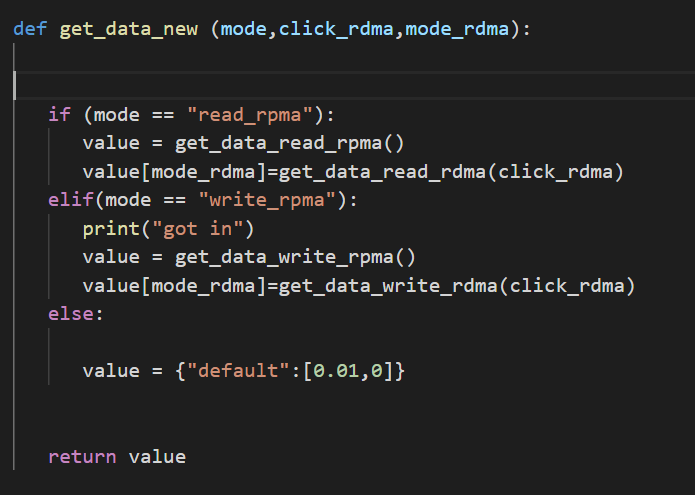 def get_data_new (mode,click_rdma,mode_rdma):
if (mode == "read_rpma"):
value = get_data_read_rpma()
value[mode_rdma]=get_data_read_rdma(click_rdma)
elif(mode == "write_rpma"):
print("got in")
value = get_data_write_rpma()
value[mode_rdma]=get_data_write_rdma(click_rdma)
else:
value = {"default":[0.01,0]}
return value